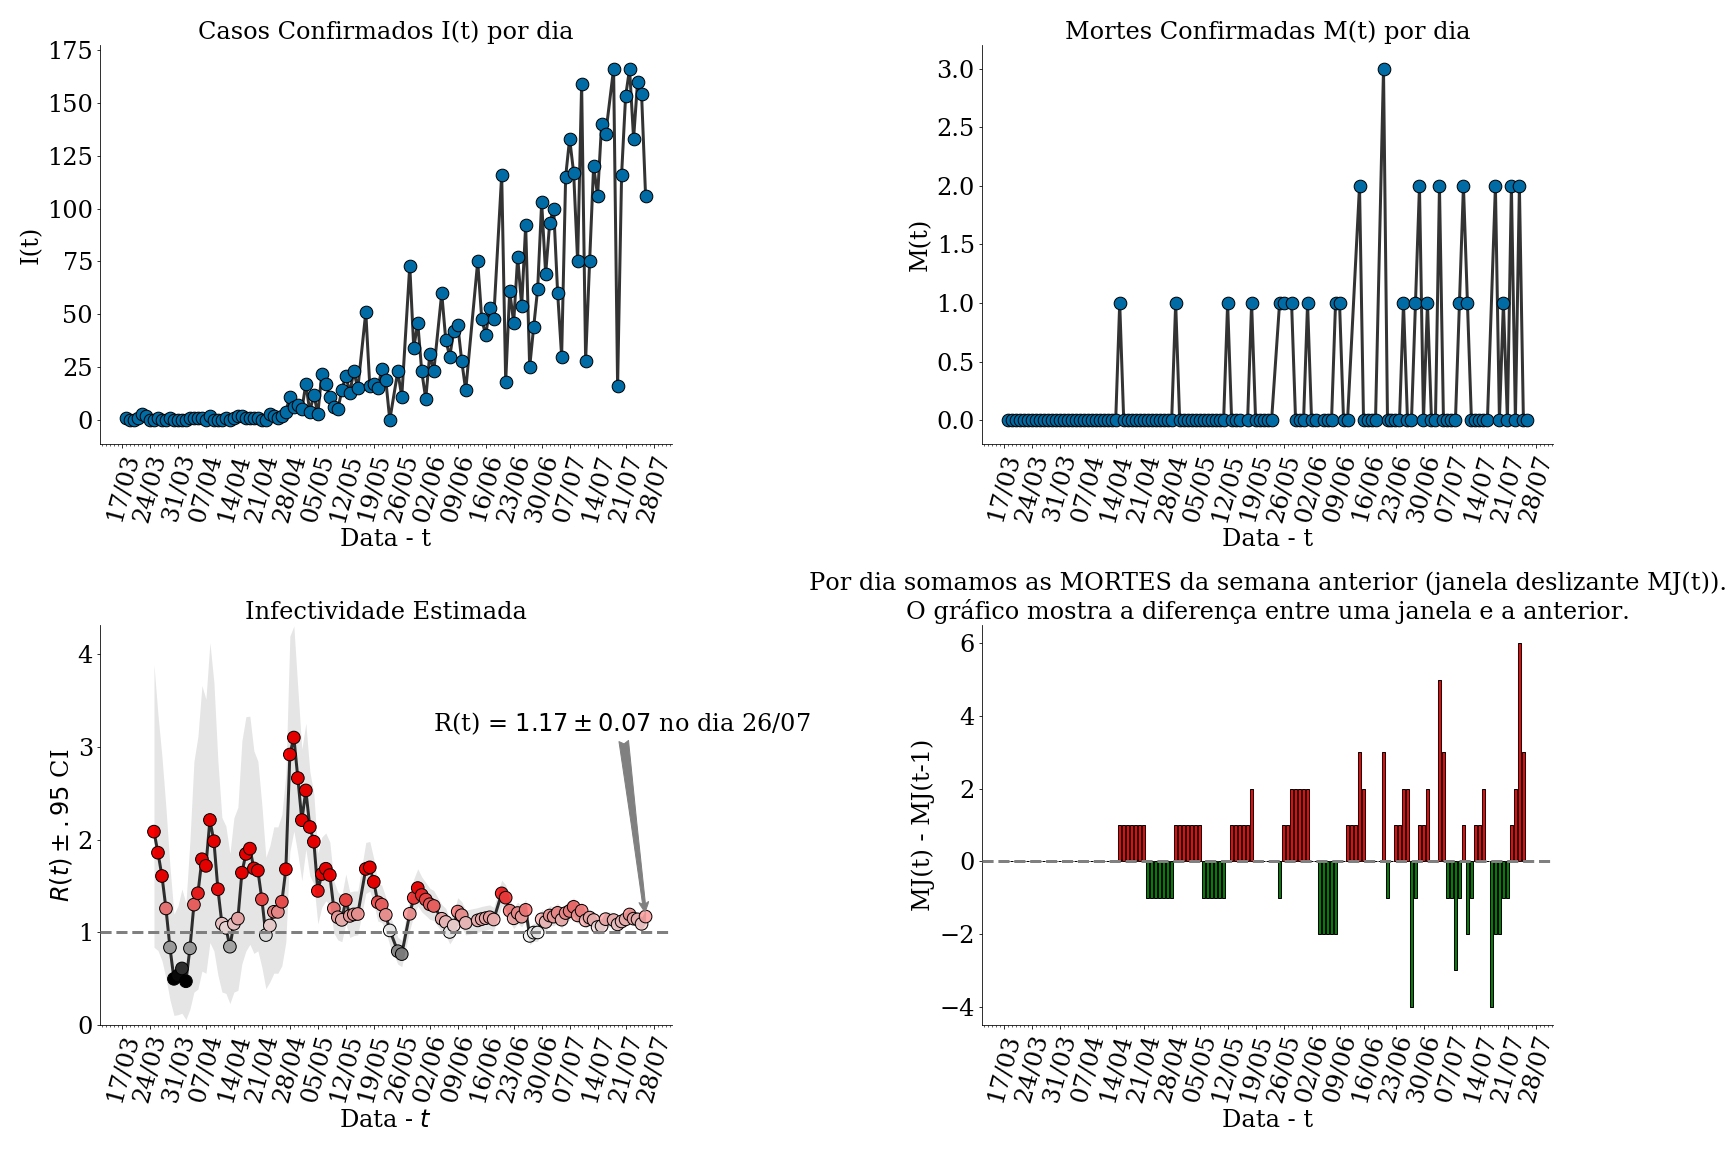 Casos Confirmados I(t) por dia
175
150
125
100
75
50
25
0
I(t)
17/03 24/03 31/03 07/04 14/04 21/04 28/04 05/05 12/05 19/05 26/05 02/06 09/06 16/06 23/06 30/06 07/07 14/07 21/07 28/07
Data - t
Mortes Confirmadas M(t) por dia
3.0
2.5
2.0
1.5
1.0
0.5
0.0
M(t)
17/03 24/03 31/03 07/04 14/04 21/04 28/04 05/05 12/05 19/05 26/05 02/06 09/06 16/06 23/06 30/06 07/07 14/07 21/07 28/07
Data - t
Infectividade Estimada
4
3
2
1
0
R(t) ± .95 CI
R(t) = 1.17 ± 0.07 no dia 26/07
17/03 24/03 31/03 07/04 14/04 21/04 28/04 05/05 12/05 19/05 26/05 02/06 09/06 16/06 23/06 30/06 07/07 14/07 21/07 28/07
Data - t
Por dia somamos as MORTES da semana anterior (janela deslizante MJ(t)).
O gráfico mostra a diferença entre uma janela e a anterior.
6
4
2
0
−2
−4
MJ(t) - MJ(t-1)
17/03 24/03 31/03 07/04 14/04 21/04 28/04 05/05 12/05 19/05 26/05 02/06 09/06 16/06 23/06 30/06 07/07 14/07 21/07 28/07
Data - t